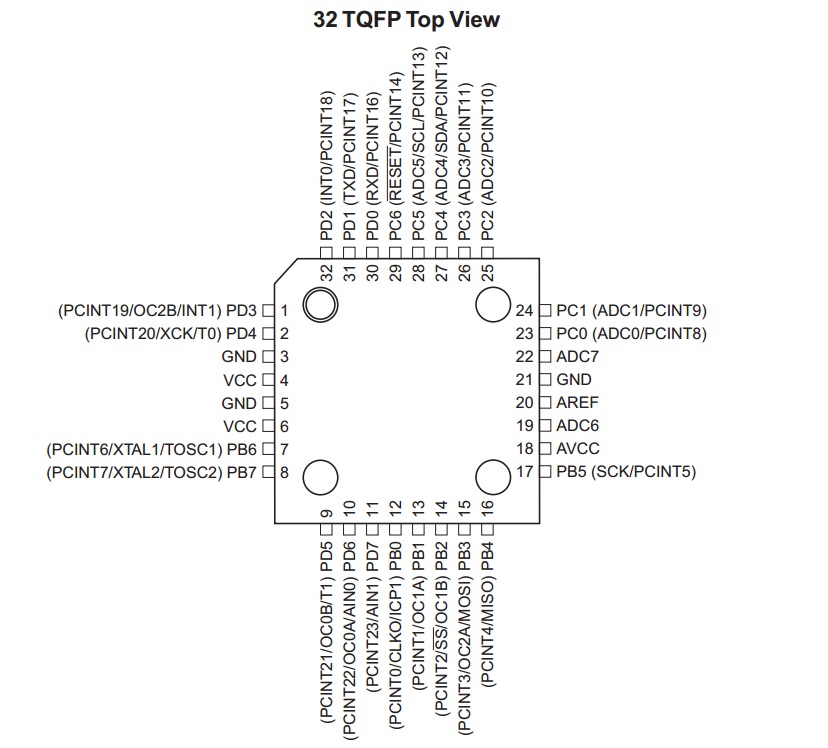 32 TQFP Top View
PD2 (INT0/PCINT18)
PD1 (TXD/PCINT17)
PD0 (RXD/PCINT16)
PC6 (RESET/PCINT14)
PC5 (ADC5/SCL/PCINT13)
PC4 (ADC4/SDA/PCINT12)
PC3 (ADC3/PCINT11)
PC2 (ADC2/PCINT10)
32
31
30
29
28
27
26
25
(PCINT19/OC2B/INT1) PD3 1
(PCINT20/XCK/T0) PD4 2
GND 3
VCC 4
GND 5
VCC 6
(PCINT6/XTAL1/TOSC1) PB6 7
(PCINT7/XTAL2/TOSC2) PB7 8
24 PC1 (ADC1/PCINT9)
23 PC0 (ADC0/PCINT8)
22 ADC7
21 GND
20 AREF
19 ADC6
18 AVCC
17 PB5 (SCK/PCINT5)
9
10
11
12
13
14
15
16
(PCINT21/OC0B/T1) PD5
(PCINT22/OC0A/AIN0) PD6
(PCINT23/AIN1) PD7
(PCINT0/CLKO/ICP1) PB0
(PCINT1/OC1A) PB1
(PCINT2/SS/OC1B) PB2
(PCINT3/OC2A/MOSI) PB3
(PCINT4/MISO) PB4